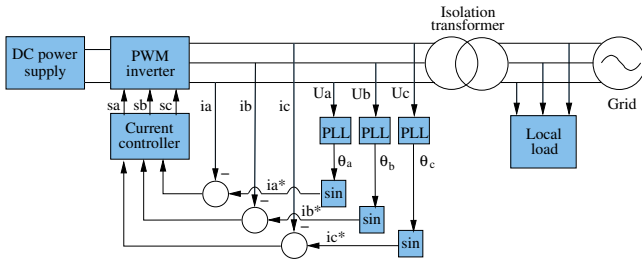 Isolation
transformer
DC power
supply
PWM
inverter
sa
sb
sc
ia
ib
ic
Ua
Ub
Uc
Grid
Current
controller
PLL
PLL
PLL
Local
load
θa
θb
θc
−
ia*
sin
−
ib*
sin
−
ic*
sin